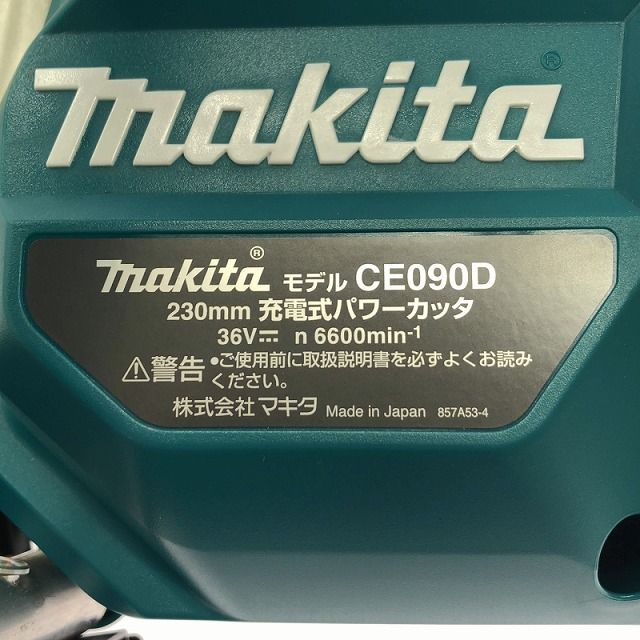 makita®
makita® モデル CE090D
230mm 充電式パワーカッタ
36V⎓ n 6600min-1
⚠警告 •ご使用前に取扱説明書を必ずよくお読み
ください。
株式会社マキタ Made in Japan 857A53-4